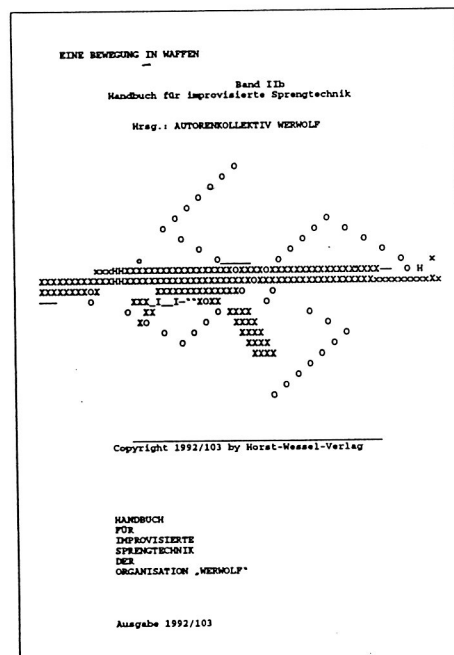 EINE BEWEGUNG IN WAFFEN
Band IIb
Handbuch für improvisierte Sprengtechnik
Hrsg.: AUTORENKOLLEKTIV WERWOLF
Copyright 1992/103 by Horst-Wessel-Verlag
HANDBUCH
FÜR
IMPROVISIERTE
SPRENGTECHNIK
DER
ORGANISATION „WERWOLF"
Ausgabe 1992/103